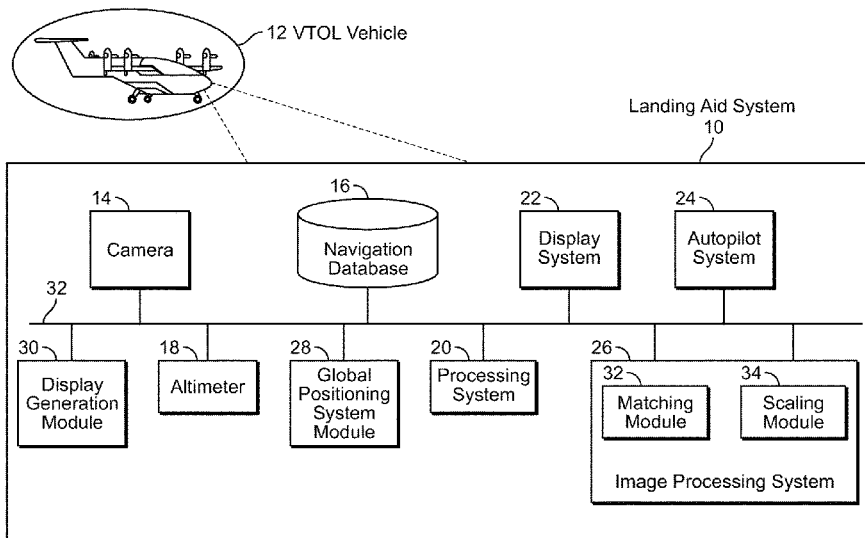 12 VTOL Vehicle
Landing Aid System
10
14
Camera
16
Navigation
Database
22
Display
System
24
Autopilot
System
32
30
Display
Generation
Module
18
Altimeter
28
Global
Positioning
System
Module
20
Processing
System
26
32
Matching
Module
34
Scaling
Module
Image Processing System